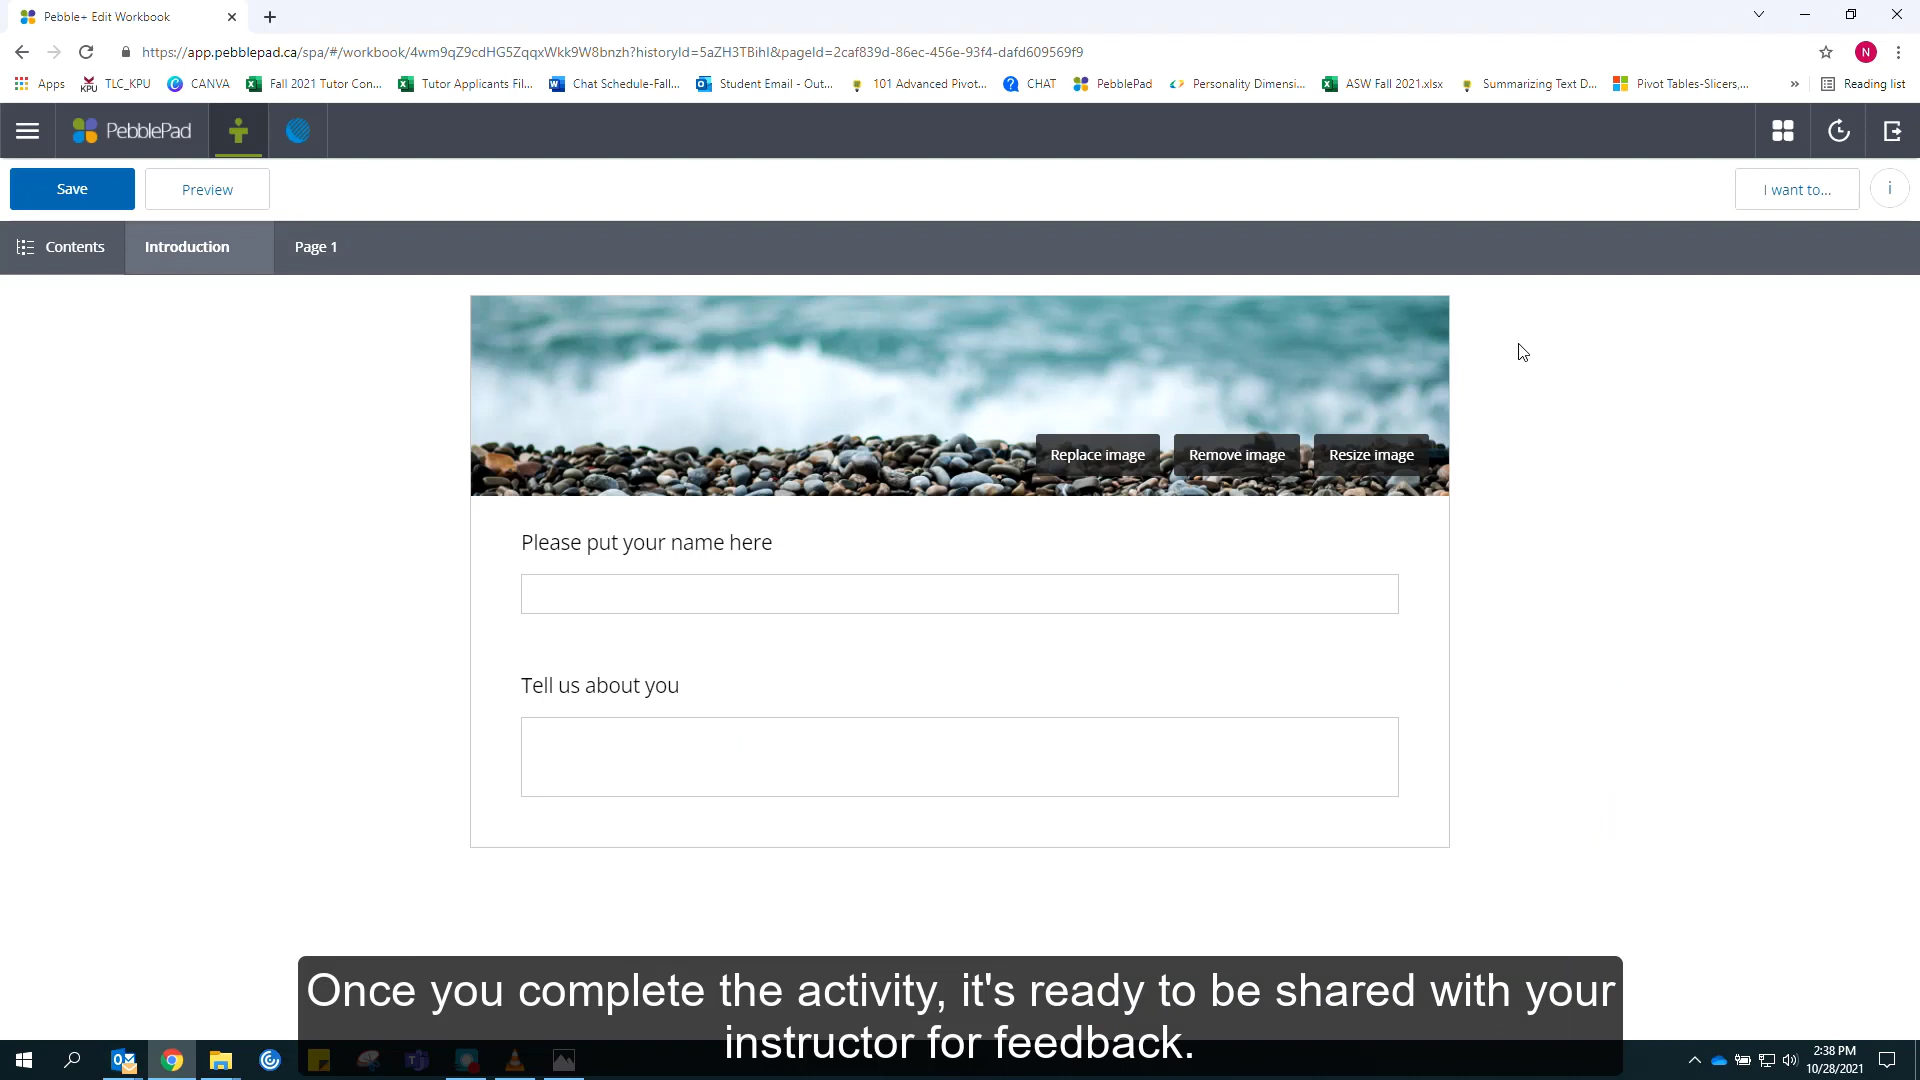 Pebble+ Edit Workbook
https://app.pebblepad.ca/spa/#/workbook/4wm9qZ9cdHG5ZqqxWkk9W8bnzh?historyId=5aZH3TBihI&pageId=2caf839d-86ec-456e-93f4-dafd609569f9
N
Apps TLC_KPU CANVA Fall 2021 Tutor Con... Tutor Applicants Fil... Chat Schedule-Fall... Student Email - Out... 101 Advanced Pivot... CHAT PebblePad Personality Dimensi... ASW Fall 2021.xlsx Summarizing Text D... Pivot Tables-Slicers,... » Reading list
PebblePad
Save Preview I want to... i
Contents Introduction Page 1
Replace image Remove image Resize image
Please put your name here
Tell us about you
Once you complete the activity, it's ready to be shared with your
instructor for feedback.
2:38 PM
10/28/2021